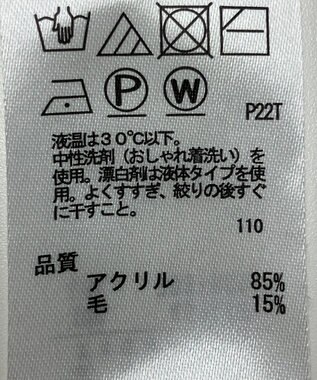 P W P22T
液温は30℃以下。
中性洗剤（おしゃれ着洗い）を
使用。漂白剤は液体タイプを使
用。よくすすぎ、絞りの後すぐ
に干すこと。
110
品質
アクリル 85%
毛 15%